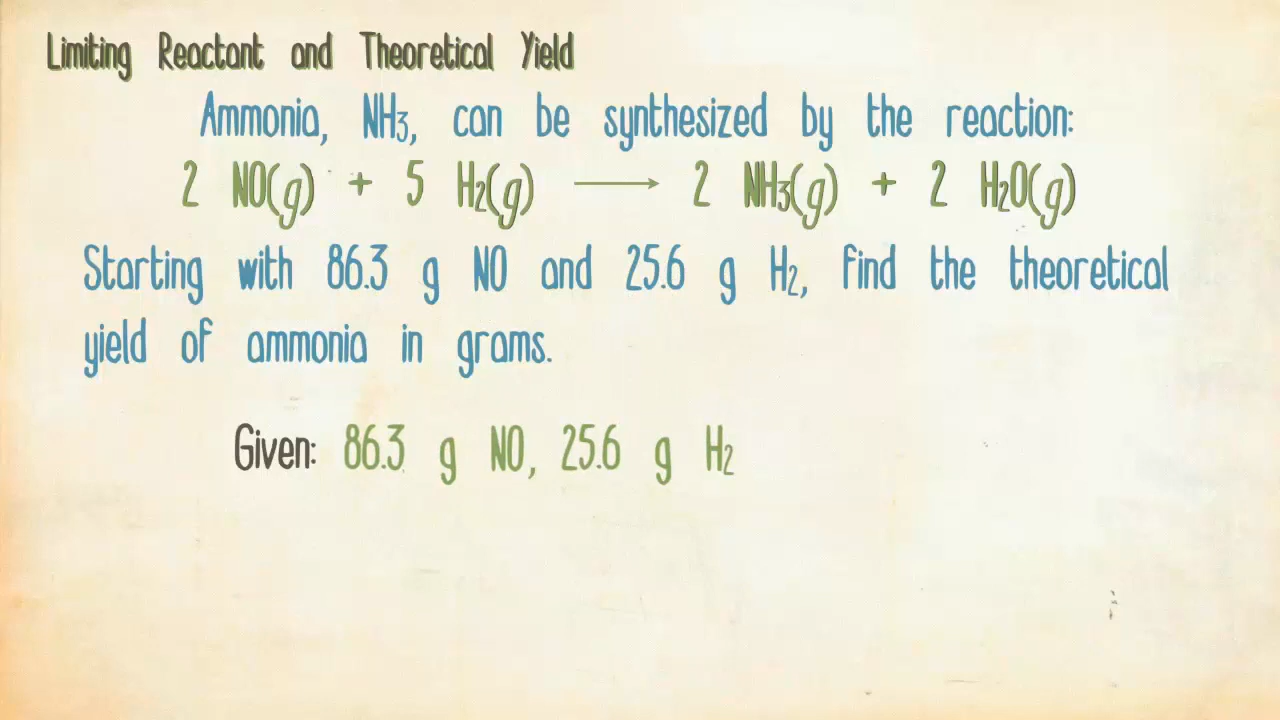 Limiting Reactant and Theoretical Yield
Ammonia, NH₃, can be synthesized by the reaction:
2 NO(g) + 5 H₂(g) ⟶ 2 NH₃(g) + 2 H₂O(g)
Starting with 86.3 g NO and 25.6 g H₂, find the theoretical
yield of ammonia in grams.
Given: 86.3 g NO, 25.6 g H₂